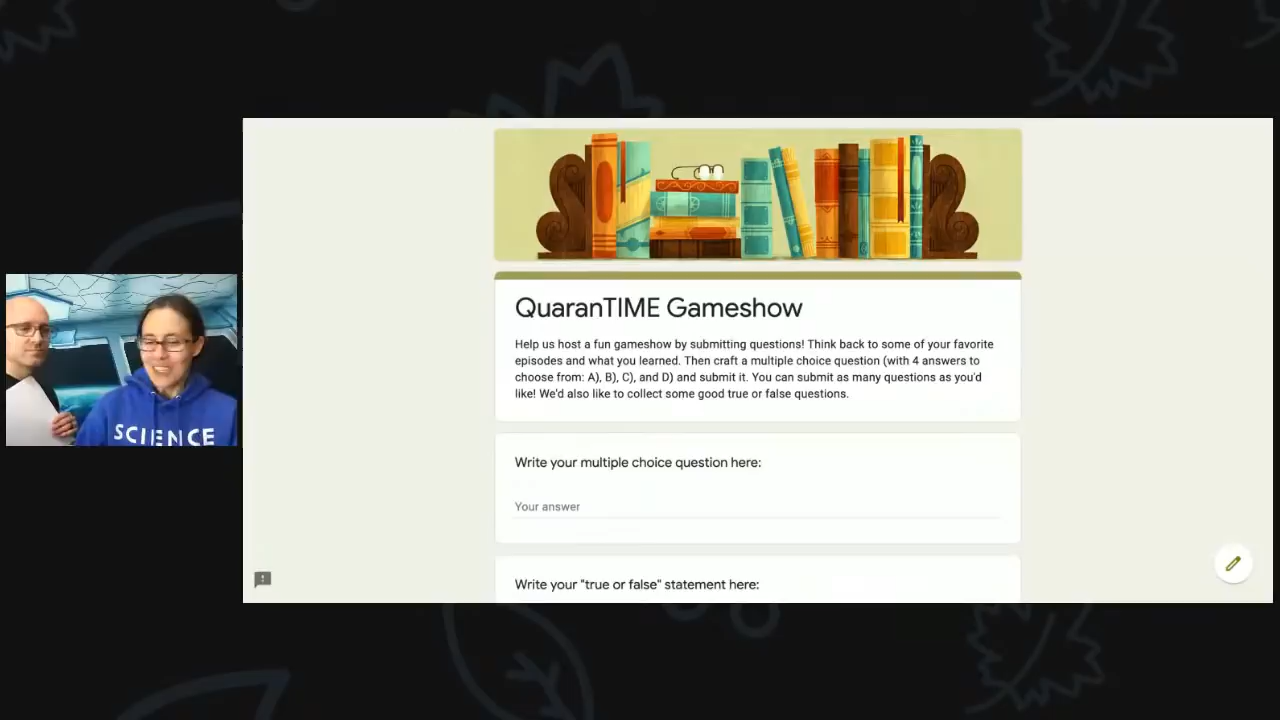 QuaranTIME Gameshow
Help us host a fun gameshow by submitting questions! Think back to some of your favorite
episodes and what you learned. Then craft a multiple choice question (with 4 answers to
choose from: A), B), C), and D) and submit it. You can submit as many questions as you'd
like! We'd also like to collect some good true or false questions.
Write your multiple choice question here:
Your answer
Write your "true or false" statement here:
SCIENCE